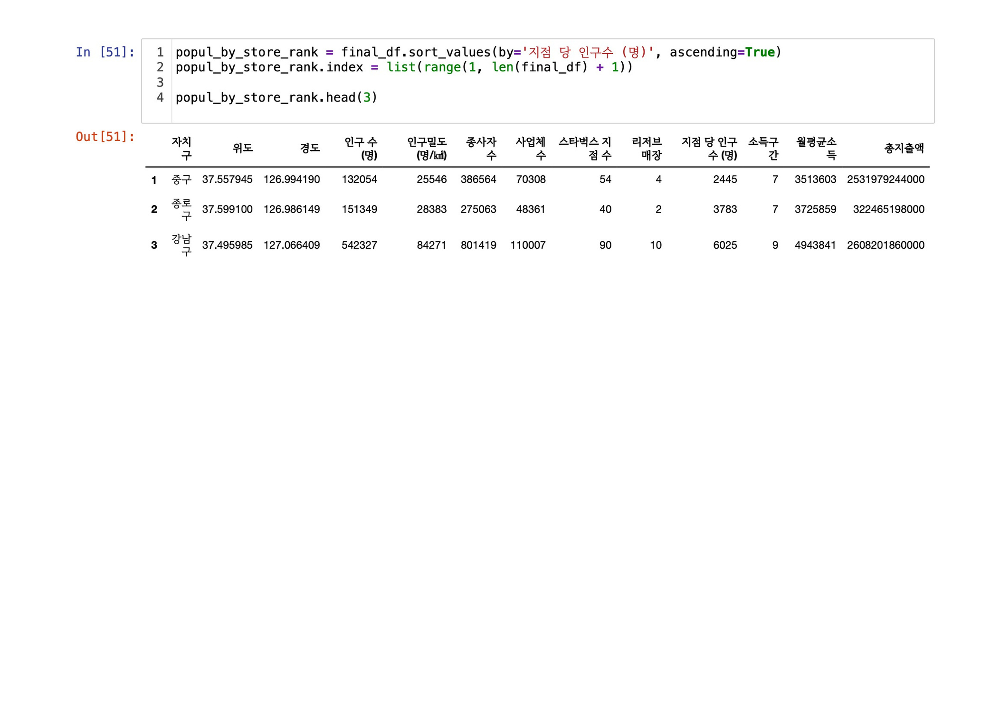 In [51]:
1 popul_by_store_rank = final_df.sort_values(by='지점 당 인구수 (명)', ascending=True)
2 popul_by_store_rank.index = list(range(1, len(final_df) + 1))
3
4 popul_by_store_rank.head(3)
Out[51]:
자치구 위도 경도 인구 수 (명) 인구밀도 (명/㎢) 종사자 수 사업체 수 스타벅스 지점 수 리저브 매장 지점 당 인구수 (명) 소득구간 월평균소득 총지출액
1 중구 37.557945 126.994190 132054 25546 386564 70308 54 4 2445 7 3513603 2531979244000
2 종로구 37.599100 126.986149 151349 28383 275063 48361 40 2 3783 7 3725859 322465198000
3 강남구 37.495985 127.066409 542327 84271 801419 110007 90 10 6025 9 4943841 2608201860000